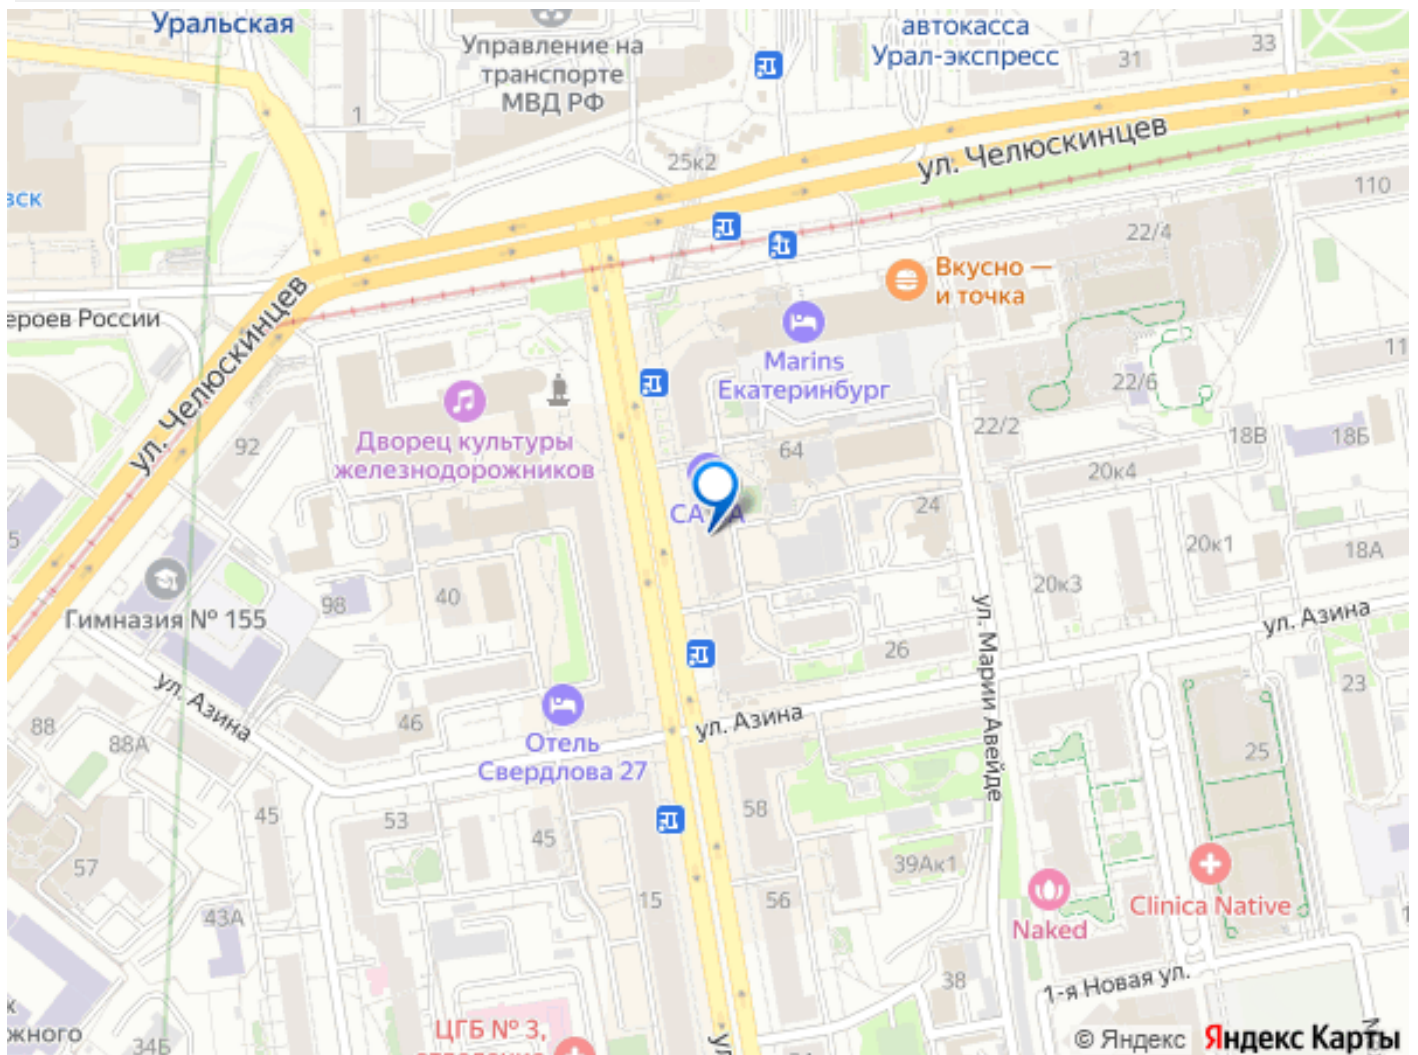 Уральская
Управление на
транспорте
МВД РФ
автокасса
Урал-экспресс
31
33
1
25к2
ул. Челюскинцев
110
22/4
Вкусно —
и точка
ероев России
Marins
Екатеринбург
11
22/6
ул. Челюскинцев
92
Дворец культуры
железнодорожников
64
22/2
18В
18Б
20к4
24
5
20к1
18А
Гимназия № 155
98
40
20к3
ул. Марии Авейде
ул. Азина
26
23
ул. Азина
46
ул. Азина
88
88А
Отель
Свердлова 27
25
45
53
45
58
57
39Ак1
15
56
43А
Clinica Native
Naked
38
1-я Новая ул.
жного
34Б
ЦГБ № 3,
© Яндекс Яндекс Карты